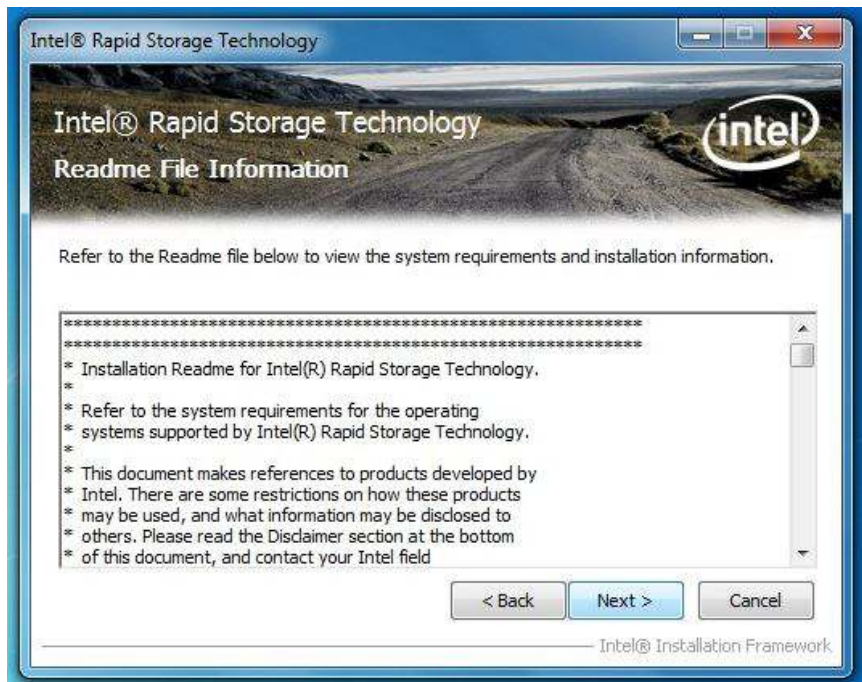 Intel® Rapid Storage Technology
Intel® Rapid Storage Technology
intel
Readme File Information
Refer to the Readme file below to view the system requirements and installation information.
************************************************************
************************************************************
* Installation Readme for Intel(R) Rapid Storage Technology.
*
* Refer to the system requirements for the operating
* systems supported by Intel(R) Rapid Storage Technology.
*
* This document makes references to products developed by
* Intel. There are some restrictions on how these products
* may be used, and what information may be disclosed to
* others. Please read the Disclaimer section at the bottom
* of this document, and contact your Intel field
< Back
Next >
Cancel
Intel® Installation Framework